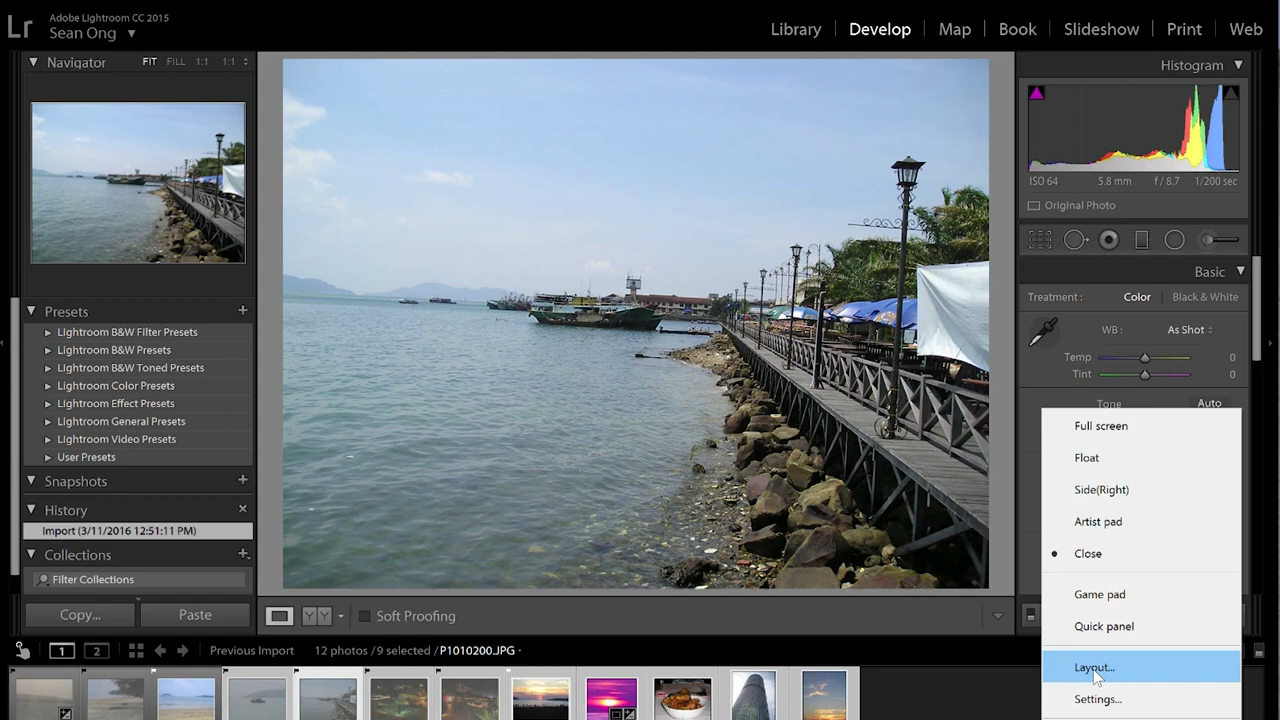 Lr
Adobe Lightroom CC 2015
Sean Ong
Library
Develop
Map
Book
Slideshow
Print
Web
Navigator
FIT
FILL
1:1
1:1
Histogram
ISO 64
5.8 mm
f / 8.7
1/200 sec
Original Photo
Basic
Treatment :
Color
Black & White
WB :
As Shot
Temp
0
Tint
0
Tone
Auto
Presets
Lightroom B&W Filter Presets
Lightroom B&W Presets
Lightroom B&W Toned Presets
Lightroom Color Presets
Lightroom Effect Presets
Lightroom General Presets
Lightroom Video Presets
User Presets
Snapshots
History
Import (3/11/2016 12:51:11 PM)
Collections
Filter Collections
Copy...
Paste
Y Y
Soft Proofing
Full screen
Float
Side(Right)
Artist pad
Close
Game pad
Quick panel
Layout...
Settings...
1
2
Previous Import
12 photos / 9 selected / P1010200.JPG